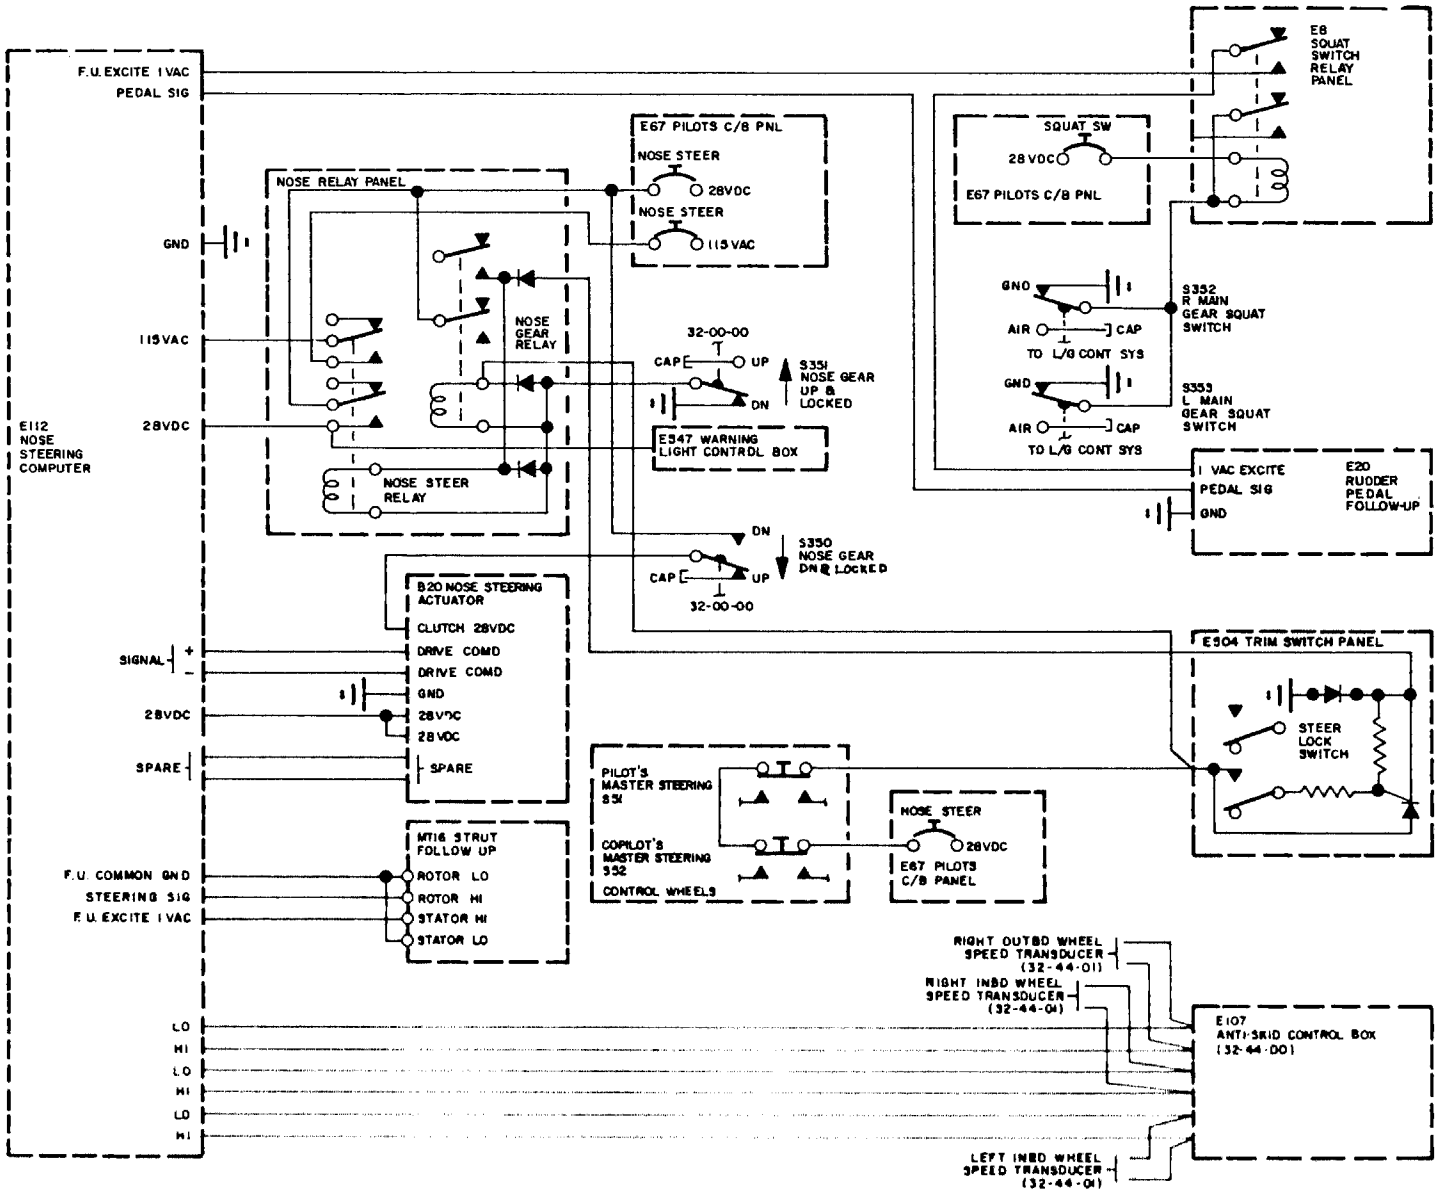 F.U. EXCITE 1 VAC
PEDAL SIG
GND
115 VAC
28VDC
E112
NOSE
STEERING
COMPUTER
SIGNAL
+
-
28VDC
SPARE
F.U. COMMON GND
STEERING SIG
F.U. EXCITE 1 VAC
LO
HI
LO
HI
LO
HI
NOSE RELAY PANEL
NOSE
GEAR
RELAY
NOSE STEER
RELAY
E67 PILOTS C/B PNL
NOSE STEER
28VDC
NOSE STEER
115 VAC
32-00-00
CAP
UP
DN
S351
NOSE GEAR
UP &
LOCKED
E547 WARNING
LIGHT CONTROL BOX
DN
CAP
UP
32-00-00
S350
NOSE GEAR
DN & LOCKED
B20 NOSE STEERING
ACTUATOR
CLUTCH 28VDC
DRIVE COMD
DRIVE COMD
GND
28VDC
28VDC
SPARE
MT16 STRUT
FOLLOW UP
ROTOR LO
ROTOR HI
STATOR HI
STATOR LO
PILOT'S
MASTER STEERING
S51
COPILOT'S
MASTER STEERING
S52
CONTROL WHEELS
NOSE STEER
28VDC
E67 PILOTS
C/B PANEL
E8
SQUAT
SWITCH
RELAY
PANEL
SQUAT SW
28 VDC
E67 PILOTS C/B PNL
GND
AIR
CAP
TO L/G CONT SYS
S352
R MAIN
GEAR SQUAT
SWITCH
GND
AIR
CAP
TO L/G CONT SYS
S353
L MAIN
GEAR SQUAT
SWITCH
1 VAC EXCITE
PEDAL SIG
GND
E20
RUDDER
PEDAL
FOLLOW-UP
E504 TRIM SWITCH PANEL
STEER
LOCK
SWITCH
RIGHT OUTBD WHEEL
SPEED TRANSDUCER
(32-44-01)
RIGHT INBD WHEEL
SPEED TRANSDUCER
(32-44-01)
E107
ANTI-SKID CONTROL BOX
(32-44-00)
LEFT INBD WHEEL
SPEED TRANSDUCER
(32-44-01)